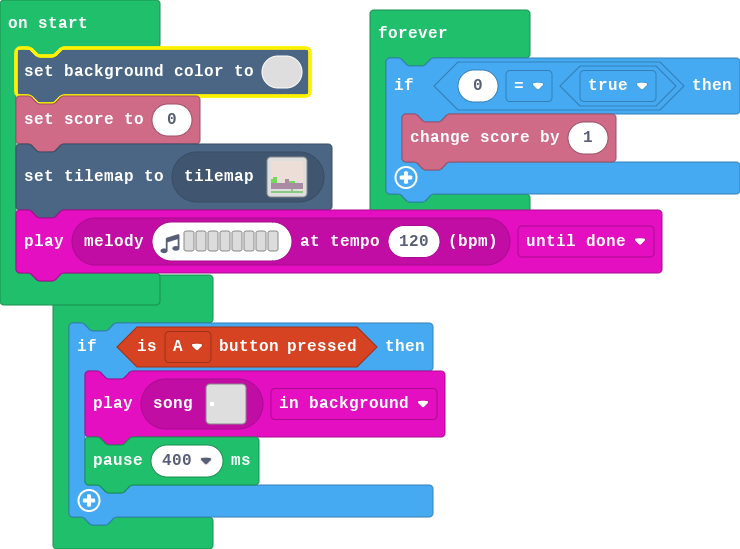 on start
set background color to
set score to 0
set tilemap to tilemap
play melody at tempo 120 (bpm) until done
forever
if 0 = true then
change score by 1
if is A button pressed then
play song in background
pause 400 ms